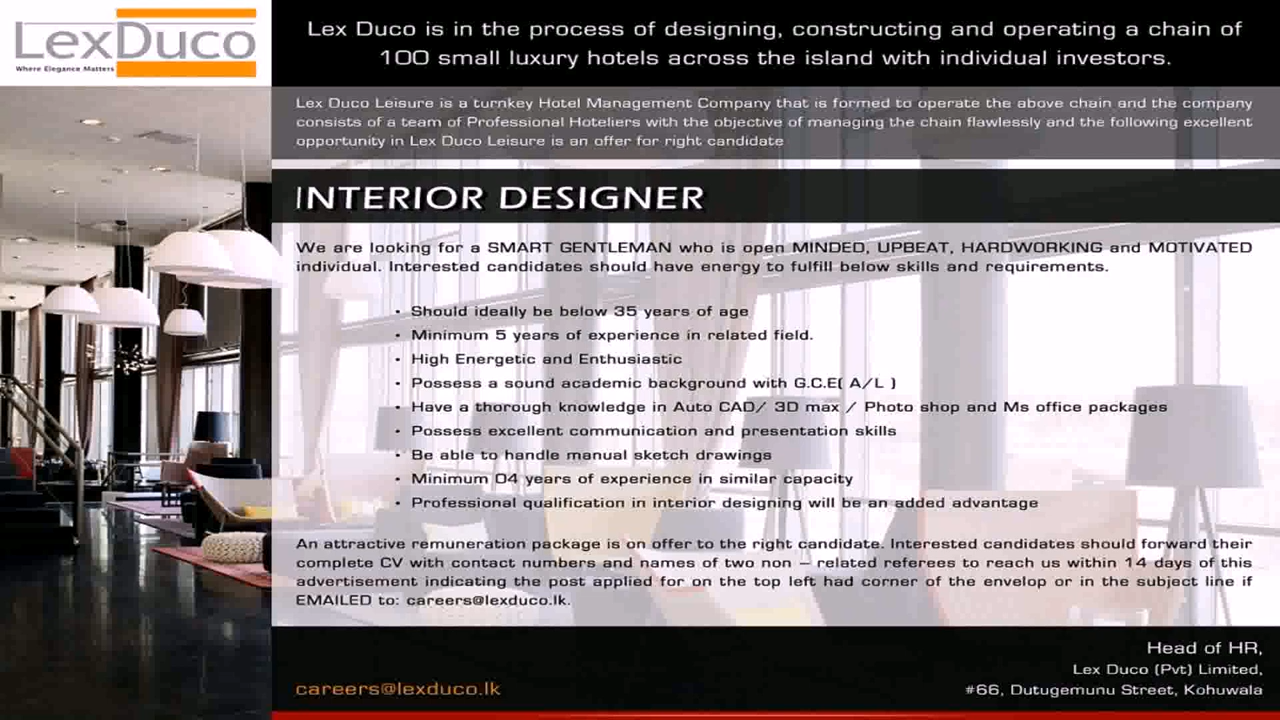 LexDuco
Where Elegance Matters
Lex Duco is in the process of designing, constructing and operating a chain of
100 small luxury hotels across the island with individual investors.
Lex Duco Leisure is a turnkey Hotel Management Company that is formed to operate the above chain and the company
consists of a team of Professional Hoteliers with the objective of managing the chain flawlessly and the following excellent
opportunity in Lex Duco Leisure is an offer for right candidate
INTERIOR DESIGNER
We are looking for a SMART GENTLEMAN who is open MINDED, UPBEAT, HARDWORKING and MOTIVATED
individual. Interested candidates should have energy to fulfill below skills and requirements.
• Should ideally be below 35 years of age
• Minimum 5 years of experience in related field.
• High Energetic and Enthusiastic
• Possess a sound academic background with G.C.E( A/L )
• Have a thorough knowledge in Auto CAD/ 3D max / Photo shop and Ms office packages
• Possess excellent communication and presentation skills
• Be able to handle manual sketch drawings
• Minimum 04 years of experience in similar capacity
• Professional qualification in interior designing will be an added advantage
An attractive remuneration package is on offer to the right candidate. Interested candidates should forward their
complete CV with contact numbers and names of two non – related referees to reach us within 14 days of this
advertisement indicating the post applied for on the top left had corner of the envelop or in the subject line if
EMAILED to: careers@lexduco.lk.
Head of HR,
Lex Duco (Pvt) Limited,
#66, Dutugemunu Street, Kohuwala
careers@lexduco.lk